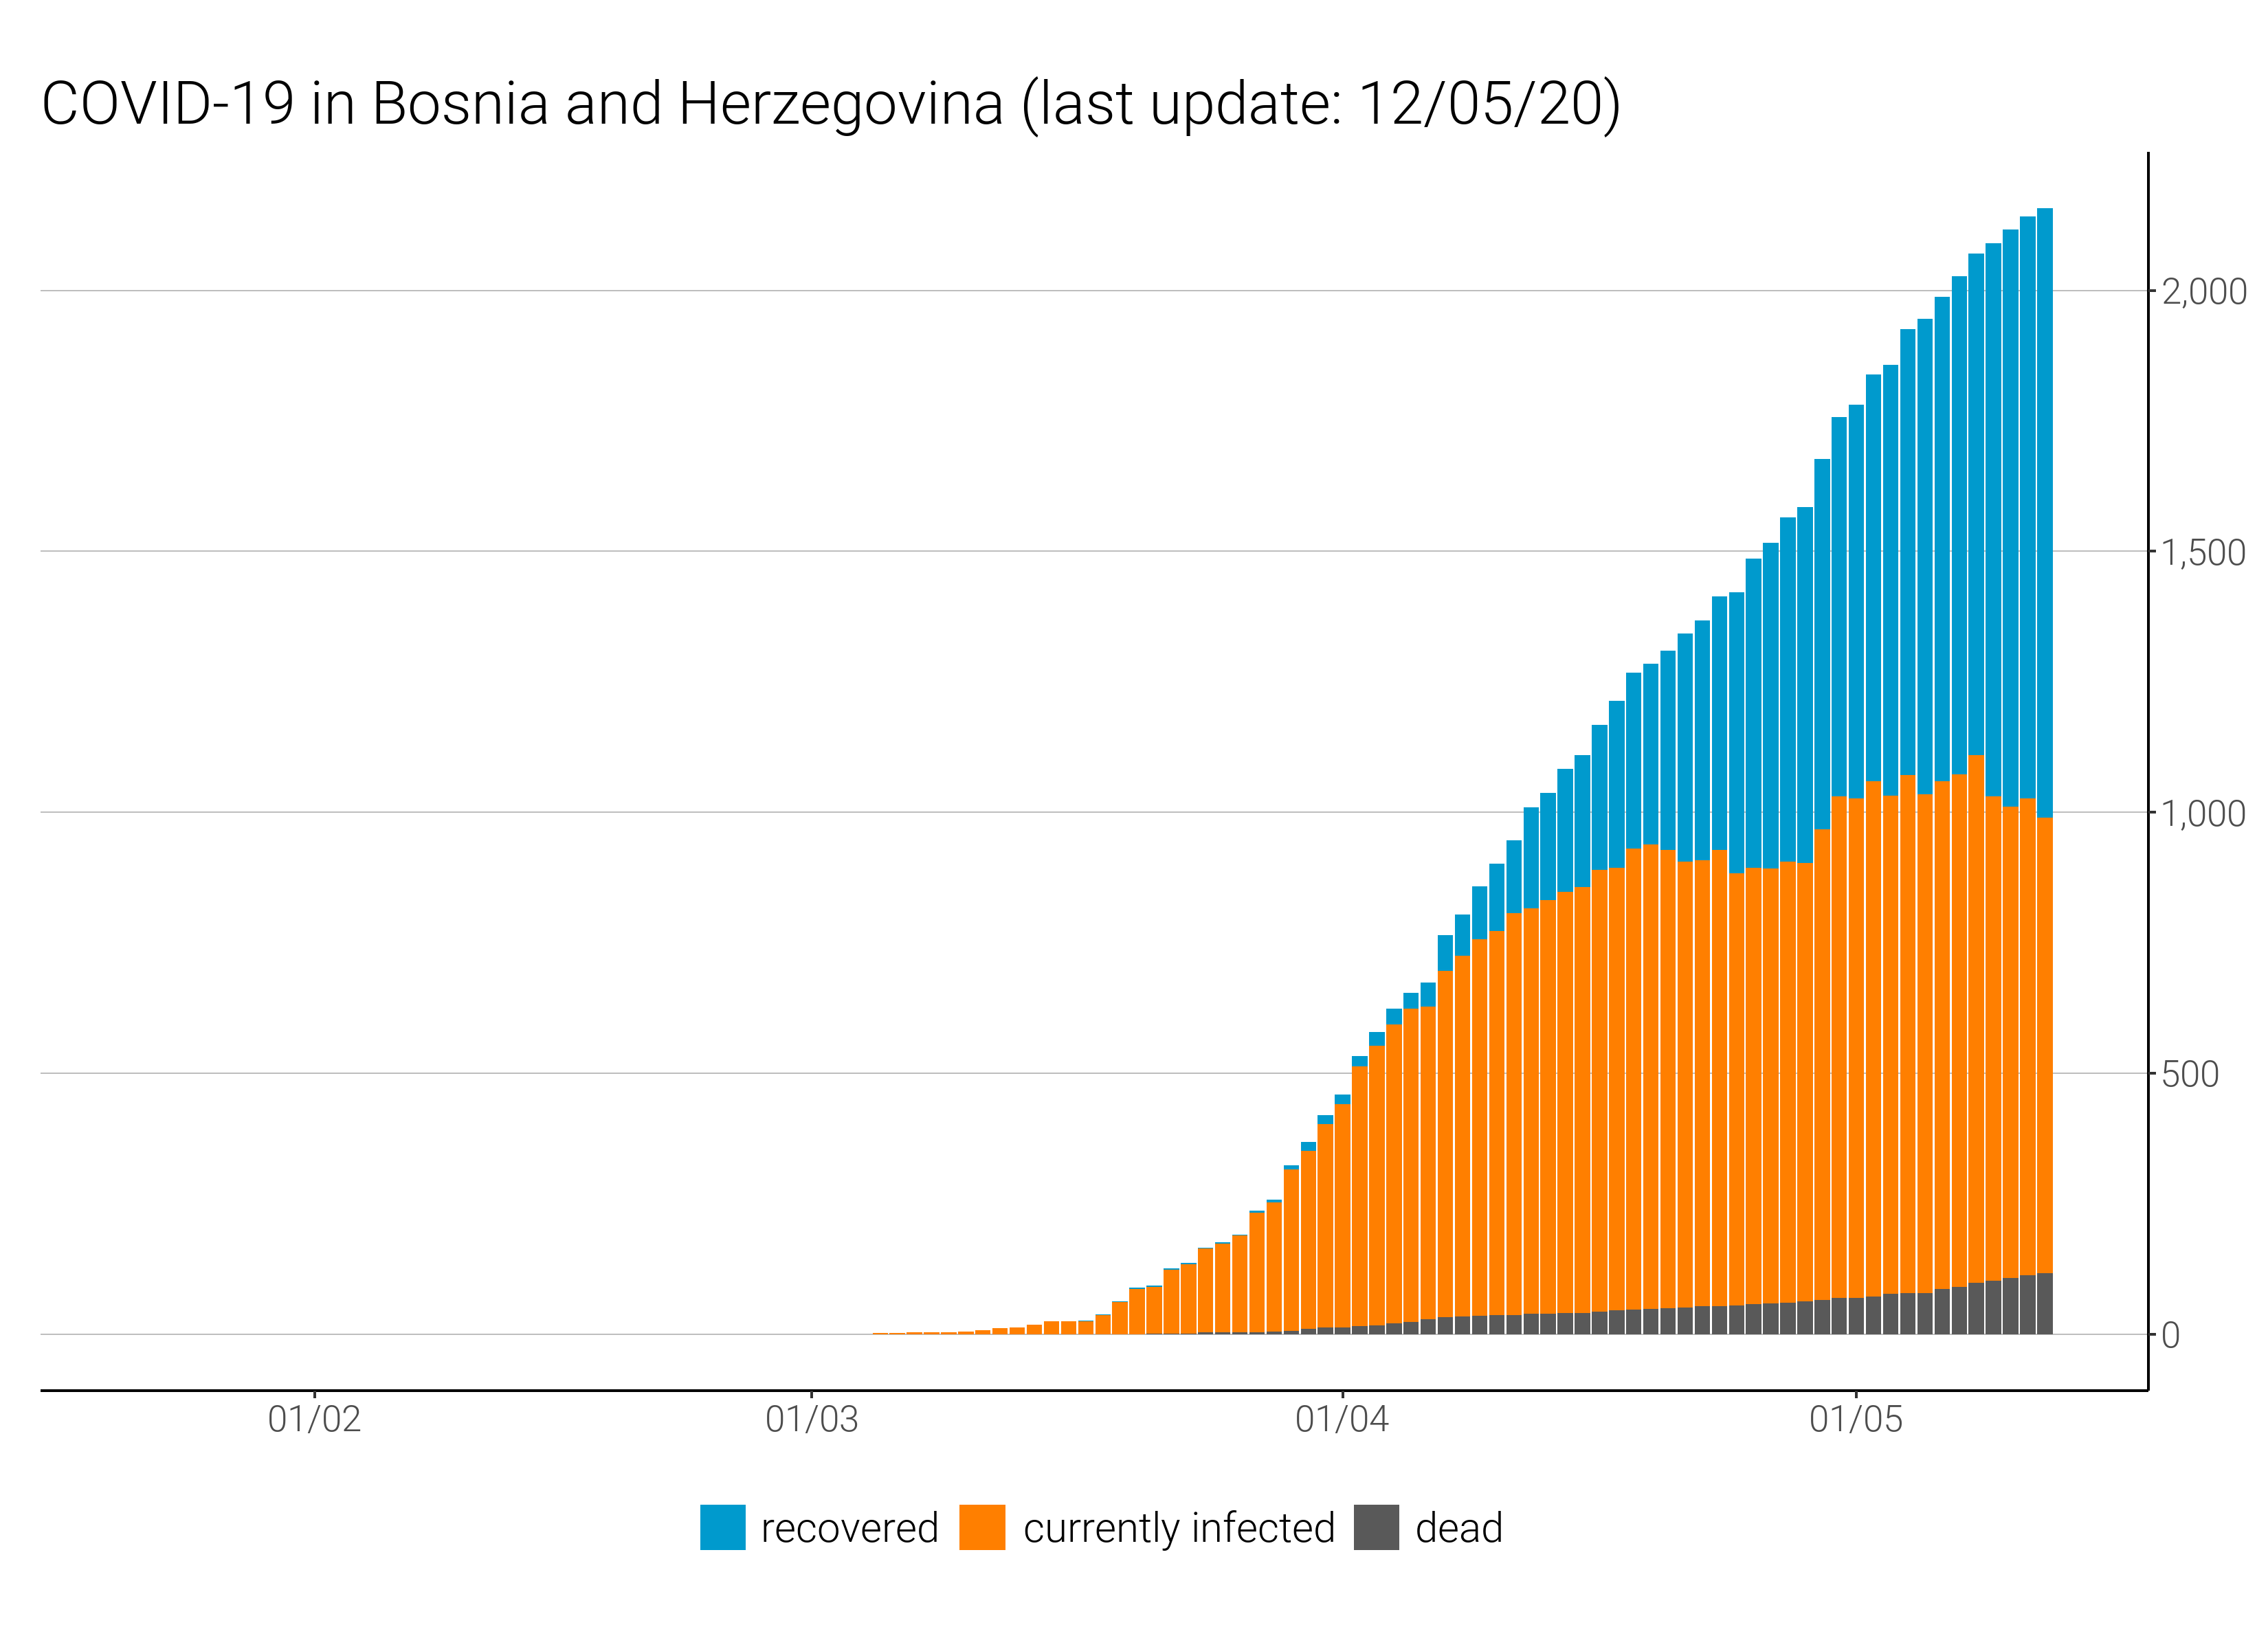 COVID-19 in Bosnia and Herzegovina (last update: 12/05/20)
2,000
1,500
1,000
500
0
01/02 01/03 01/04 01/05
recovered currently infected dead